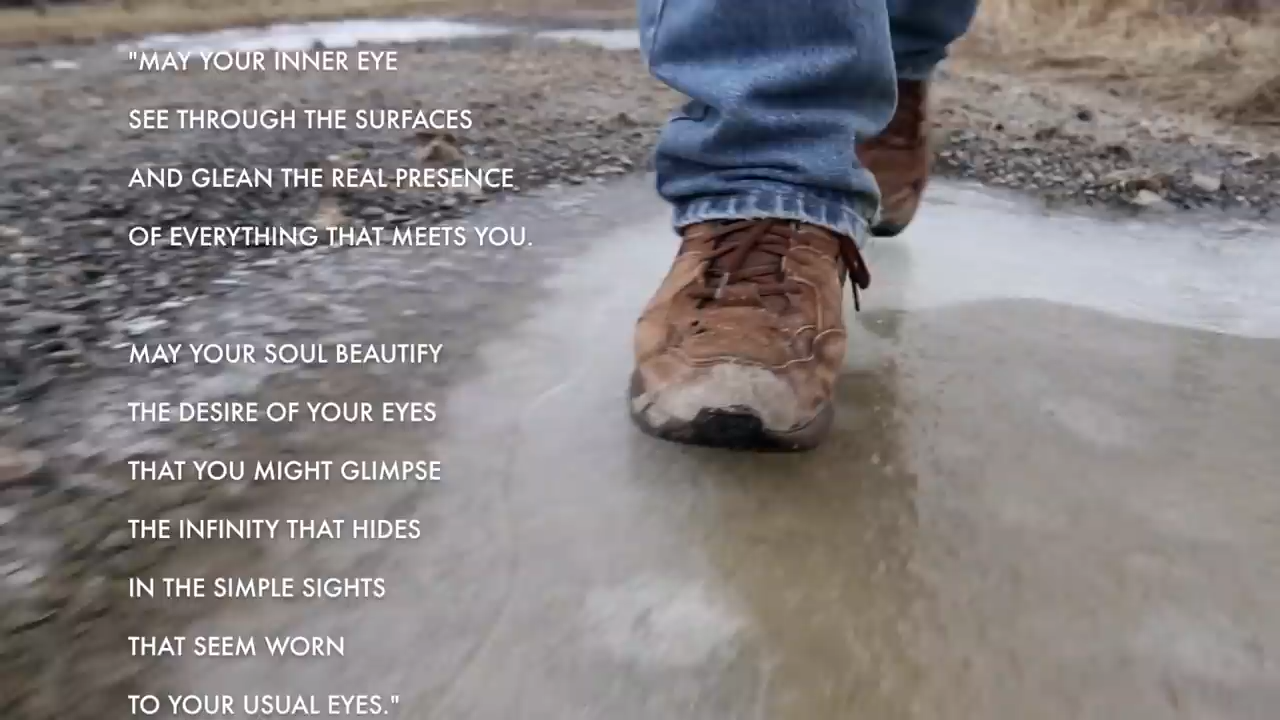 "MAY YOUR INNER EYE
SEE THROUGH THE SURFACES
AND GLEAN THE REAL PRESENCE
OF EVERYTHING THAT MEETS YOU.
MAY YOUR SOUL BEAUTIFY
THE DESIRE OF YOUR EYES
THAT YOU MIGHT GLIMPSE
THE INFINITY THAT HIDES
IN THE SIMPLE SIGHTS
THAT SEEM WORN
TO YOUR USUAL EYES."